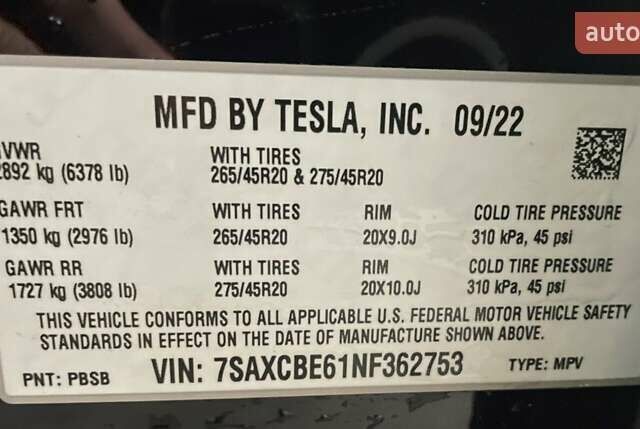 auto
MFD BY TESLA, INC. 09/22
GVWR WITH TIRES
2892 kg (6378 lb) 265/45R20 & 275/45R20
GAWR FRT WITH TIRES RIM COLD TIRE PRESSURE
1350 kg (2976 lb) 265/45R20 20X9.0J 310 kPa, 45 psi
GAWR RR WITH TIRES RIM COLD TIRE PRESSURE
1727 kg (3808 lb) 275/45R20 20X10.0J 310 kPa, 45 psi
THIS VEHICLE CONFORMS TO ALL APPLICABLE U.S. FEDERAL MOTOR VEHICLE SAFETY
STANDARDS IN EFFECT ON THE DATE OF MANUFACTURE SHOWN ABOVE.
PNT: PBSB VIN: 7SAXCBE61NF362753 TYPE: MPV